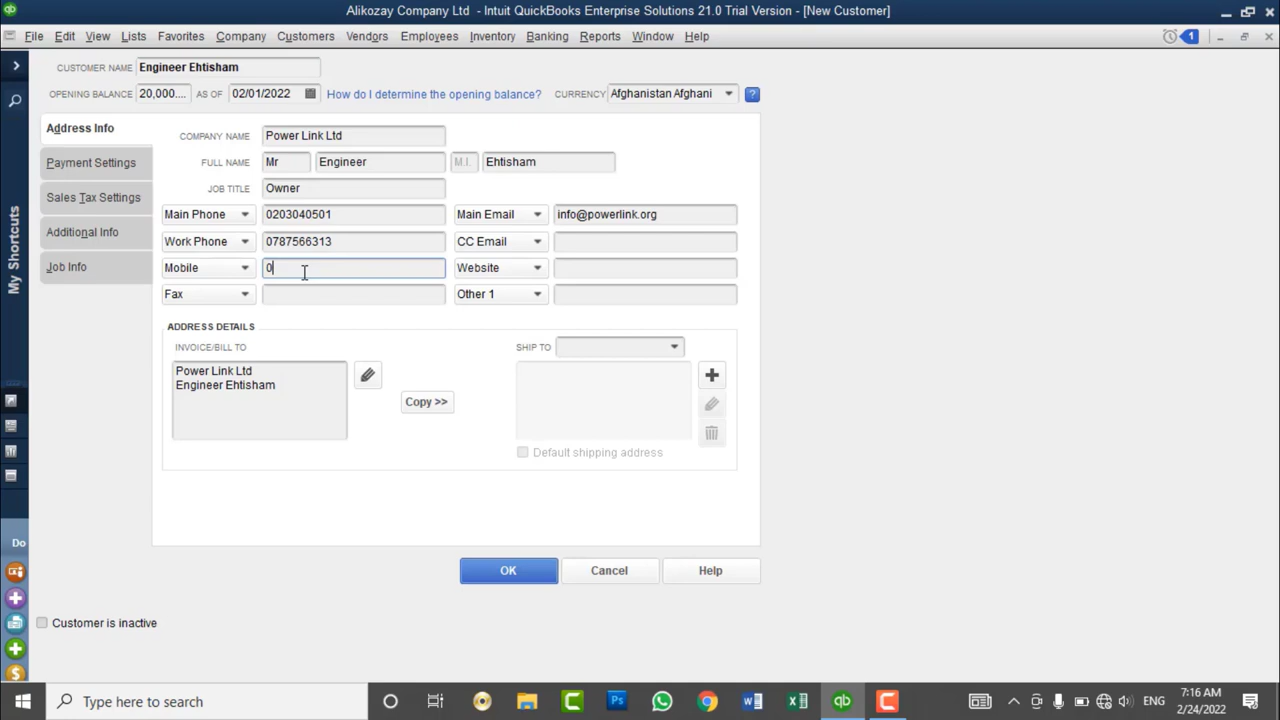 Alikozay Company Ltd - Intuit QuickBooks Enterprise Solutions 21.0 Trial Version - [New Customer]
File Edit View Lists Favorites Company Customers Vendors Employees Inventory Banking Reports Window Help
1
CUSTOMER NAME Engineer Ehtisham
OPENING BALANCE 20,000.... AS OF 02/01/2022 How do I determine the opening balance? CURRENCY Afghanistan Afghani ?
Address Info
Payment Settings
Sales Tax Settings
Additional Info
Job Info
COMPANY NAME Power Link Ltd
FULL NAME Mr Engineer M.I. Ehtisham
JOB TITLE Owner
Main Phone 0203040501 Main Email info@powerlink.org
Work Phone 0787566313 CC Email
Mobile 0 Website
Fax Other 1
ADDRESS DETAILS
INVOICE/BILL TO
Power Link Ltd
Engineer Ehtisham
Copy >>
SHIP TO
Default shipping address
OK Cancel Help
Customer is inactive
My Shortcuts
Do
Type here to search
ENG
7:16 AM
2/24/2022